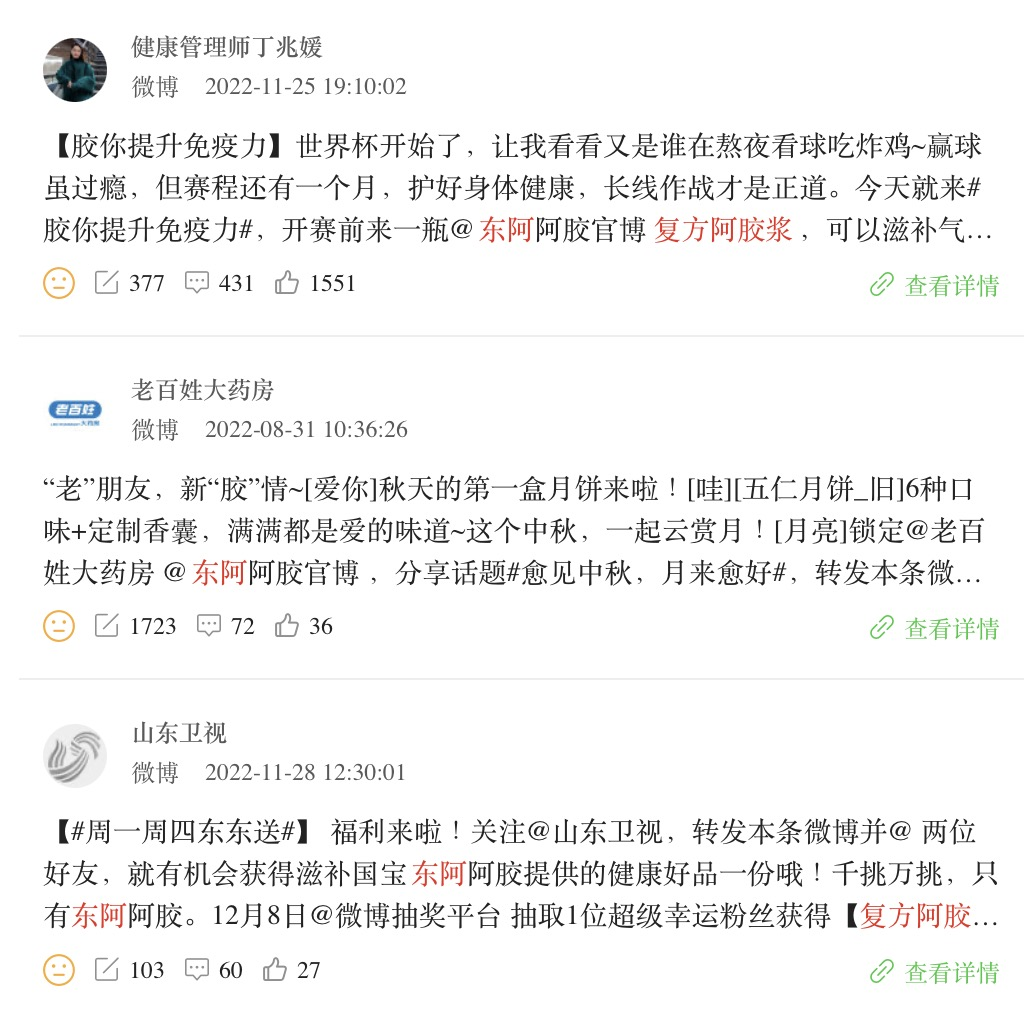 健康管理师丁兆媛
微博 2022-11-25 19:10:02
【胶你提升免疫力】世界杯开始了，让我看看又是谁在熬夜看球吃炸鸡~赢球
虽过瘾，但赛程还有一个月，护好身体健康，长线作战才是正道。今天就来#
胶你提升免疫力#，开赛前来一瓶@东阿阿胶官博 复方阿胶浆 ，可以滋补气...
377 431 1551 查看详情
老百姓
大药房
老百姓大药房
微博 2022-08-31 10:36:26
“老”朋友，新“胶”情~[爱你]秋天的第一盒月饼来啦！[哇][五仁月饼_旧]6种口
味+定制香囊，满满都是爱的味道~这个中秋，一起云赏月！[月亮]锁定@老百
姓大药房 @东阿阿胶官博 ，分享话题#愈见中秋，月来愈好#，转发本条微...
1723 72 36 查看详情
山东卫视
微博 2022-11-28 12:30:01
【#周一周四东东送#】 福利来啦！关注@山东卫视，转发本条微博并@ 两位
好友，就有机会获得滋补国宝东阿阿胶提供的健康好品一份哦！千挑万挑，只
有东阿阿胶。12月8日@微博抽奖平台 抽取1位超级幸运粉丝获得【复方阿胶...
103 60 27 查看详情